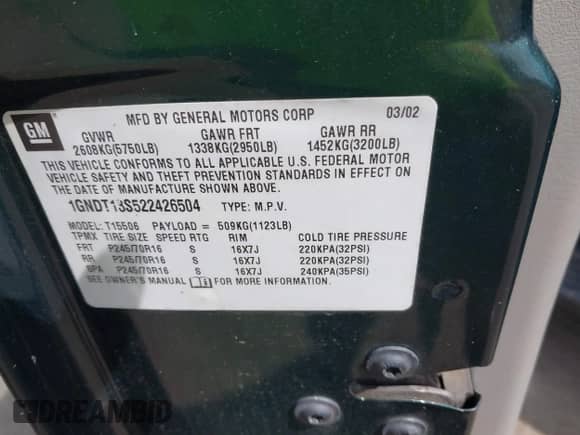 MFD BY GENERAL MOTORS CORP 03/02
GM
GVWR GAWR FRT GAWR RR
2608KG(5750LB) 1338KG(2950LB) 1452KG(3200LB)
THIS VEHICLE CONFORMS TO ALL APPLICABLE U.S. FEDERAL MOTOR
VEHICLE SAFETY AND THEFT PREVENTION STANDARDS IN EFFECT ON
THE DATE OF MANUFACTURE SHOWN ABOVE.
1GNDT13S522426504 TYPE: M.P.V.
MODEL: T15506 PAYLOAD = 509KG(1123LB)
TPMX TIRE SIZE SPEED RTG RIM COLD TIRE PRESSURE
FRT P245/70R16 S 16X7J 220KPA(32PSI)
RR P245/70R16 S 16X7J 220KPA(32PSI)
SPA P245/70R16 S 16X7J 240KPA(35PSI)
SEE OWNER'S MANUAL FOR MORE INFORMATION.
DREAMBID